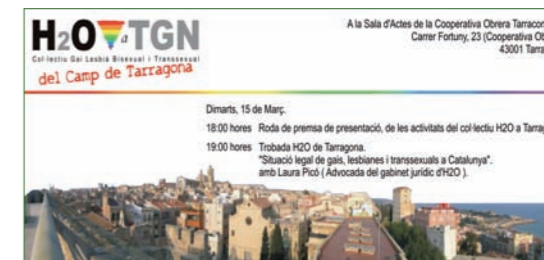 H2O a TGN
Col·lectiu Gai Lesbià Bisexual i Transsexual
del Camp de Tarragona
A la Sala d'Actes de la Cooperativa Obrera Tarracon
Carrer Fortuny, 23 (Cooperativa Ob
43001 Tarra
Dimarts, 15 de Març.
18:00 hores Roda de premsa de presentació, de les activitats del col·lectiu H2O a Tarrag
19:00 hores Trobada H2O de Tarragona.
"Situació legal de gais, lesbianes i transsexuals a Catalunya".
amb Laura Picó ( Advocada del gabinet jurídic d'H2O ).